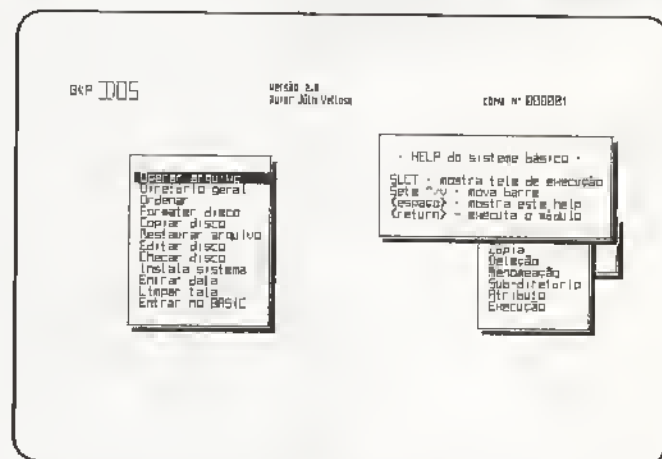 BKP DOS
Versão 2.0
Autor Júlio Velloso
cópia Nº 000001
Operar arquivo
Diretório geral
Ordenar
Formatar disco
Copiar disco
Restaurar arquivo
Editar disco
Checar disco
Instala sistema
Entrar data
Limpar tela
Entrar no BASIC
· HELP do sistema básico ·
SLCT · mostra tela de execução
Seta ^/v · move barra
<espaço> · mostra este help
<return> - executa o módulo
Cópia
Deleção
Renomeação
Sub-diretório
Atributo
Execução